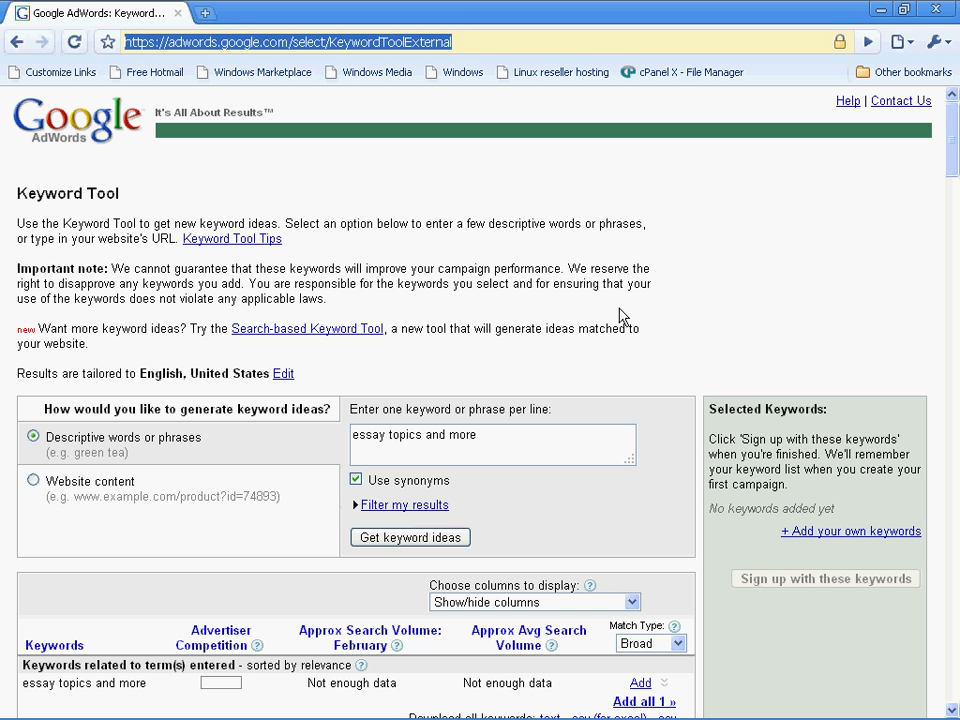 Google AdWords: Keyword...
https://adwords.google.com/select/KeywordToolExternal
Customize Links Free Hotmail Windows Marketplace Windows Media Windows Linux reseller hosting cPanel X - File Manager Other bookmarks
Help | Contact Us
Google
AdWords
It's All About Results™
Keyword Tool
Use the Keyword Tool to get new keyword ideas. Select an option below to enter a few descriptive words or phrases,
or type in your website's URL. Keyword Tool Tips
Important note: We cannot guarantee that these keywords will improve your campaign performance. We reserve the
right to disapprove any keywords you add. You are responsible for the keywords you select and for ensuring that your
use of the keywords does not violate any applicable laws.
new Want more keyword ideas? Try the Search-based Keyword Tool, a new tool that will generate ideas matched to
your website.
Results are tailored to English, United States Edit
How would you like to generate keyword ideas?
Descriptive words or phrases
(e.g. green tea)
Website content
(e.g. www.example.com/product?id=74893)
Enter one keyword or phrase per line:
essay topics and more
Use synonyms
Filter my results
Get keyword ideas
Selected Keywords:
Click 'Sign up with these keywords'
when you're finished. We'll remember
your keyword list when you create your
first campaign.
No keywords added yet
+ Add your own keywords
Sign up with these keywords
Choose columns to display: ?
Show/hide columns
Keywords
Advertiser
Competition ?
Approx Search Volume:
February ?
Approx Avg Search
Volume ?
Match Type: ?
Broad
Keywords related to term(s) entered - sorted by relevance ?
essay topics and more Not enough data Not enough data Add
Add all 1 »
Download all keywords: text, .csv (for excel), .csv